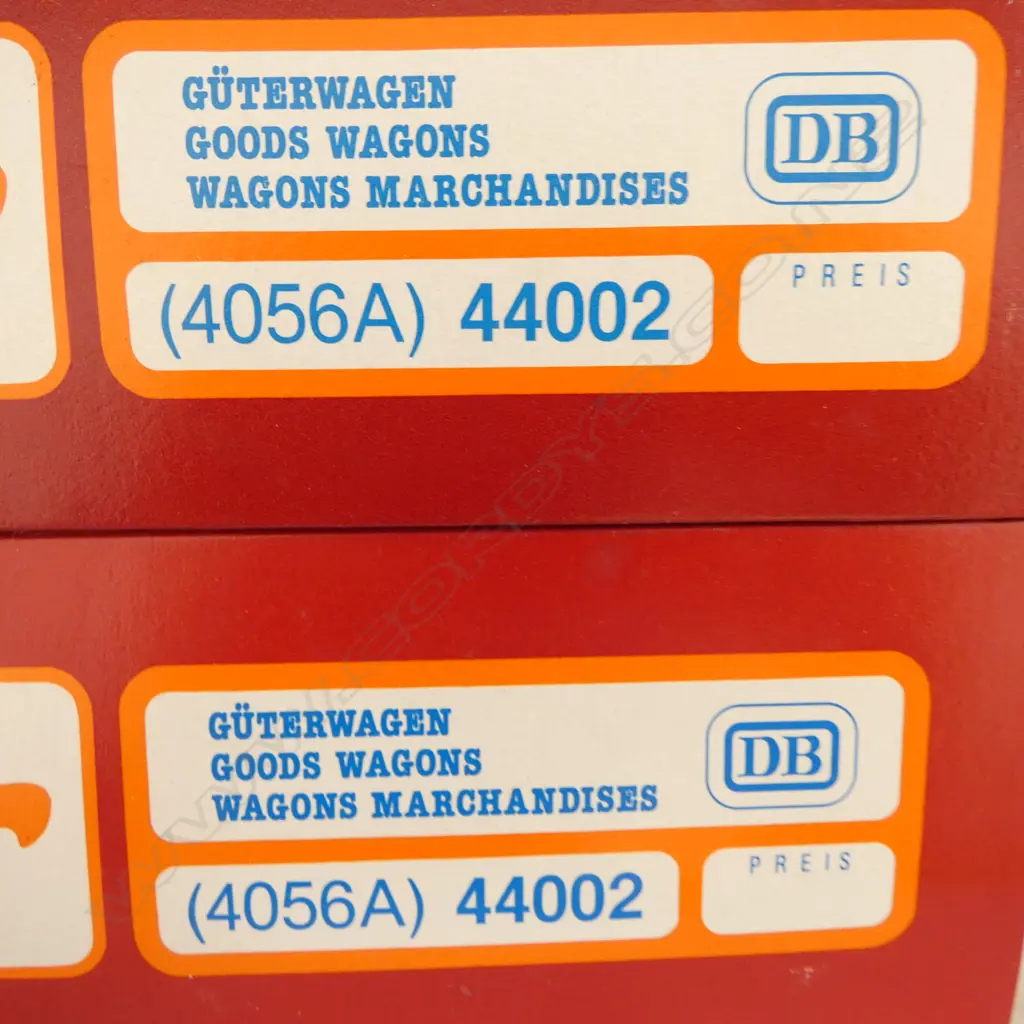 GÜTERWAGEN
GOODS WAGONS
WAGONS MARCHANDISES
DB
(4056A) 44002
PREIS
GÜTERWAGEN
GOODS WAGONS
WAGONS MARCHANDISES
DB
(4056A) 44002
PREIS